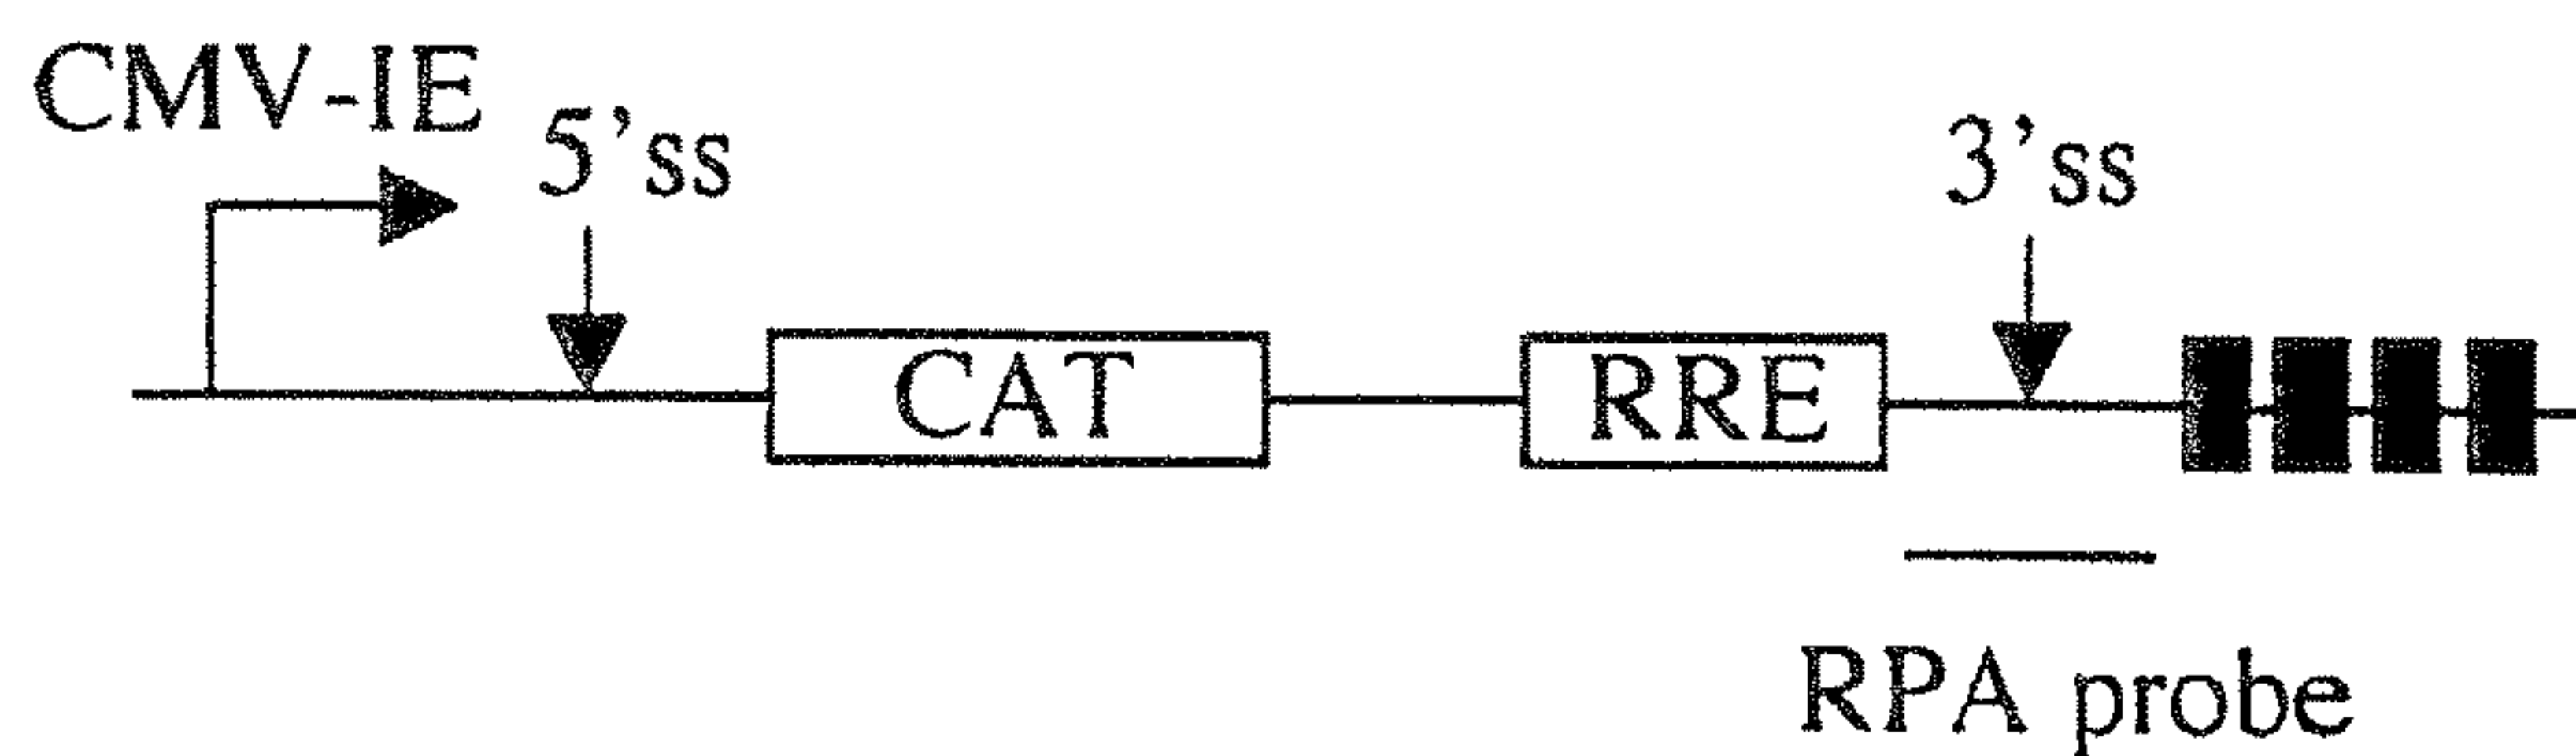 CMV-IE
5'ss
3'ss
CAT
RRE
RPA probe